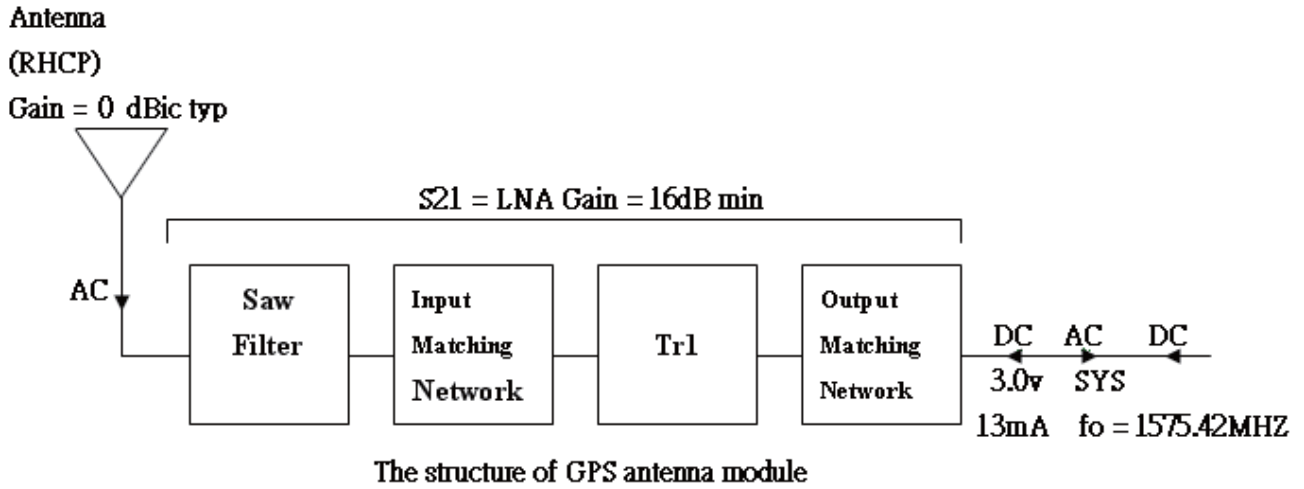 Antenna
(RHCP)
Gain = 0 dBic typ
S21 = LNA Gain = 16dB min
AC
Saw
Filter
Input
Matching
Network
Tr1
Output
Matching
Network
DC AC DC
3.0v SYS
13mA fo = 1575.42MHZ
The structure of GPS antenna module